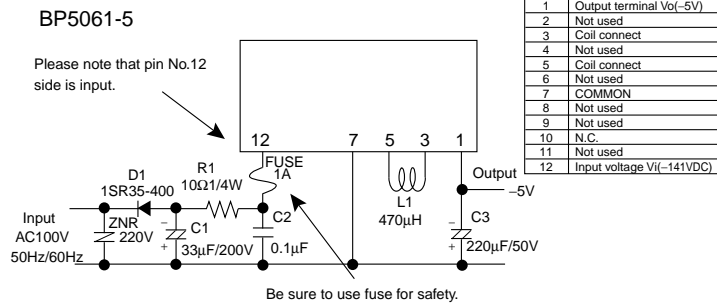 BP5061-5
Please note that pin No.12
side is input.
12 7 5 3 1
FUSE
1A
D1
1SR35-400
R1
10Ω1/4W
Input
AC100V
50Hz/60Hz
ZNR
220V
−
+
C1
33µF/200V
C2
0.1µF
L1
470µH
Output
−5V
−
+
C3
220µF/50V
Be sure to use fuse for safety.
1 Output terminal Vo(−5V)
2 Not used
3 Coil connect
4 Not used
5 Coil connect
6 Not used
7 COMMON
8 Not used
9 Not used
10 N.C.
11 Not used
12 Input voltage Vi(−141VDC)